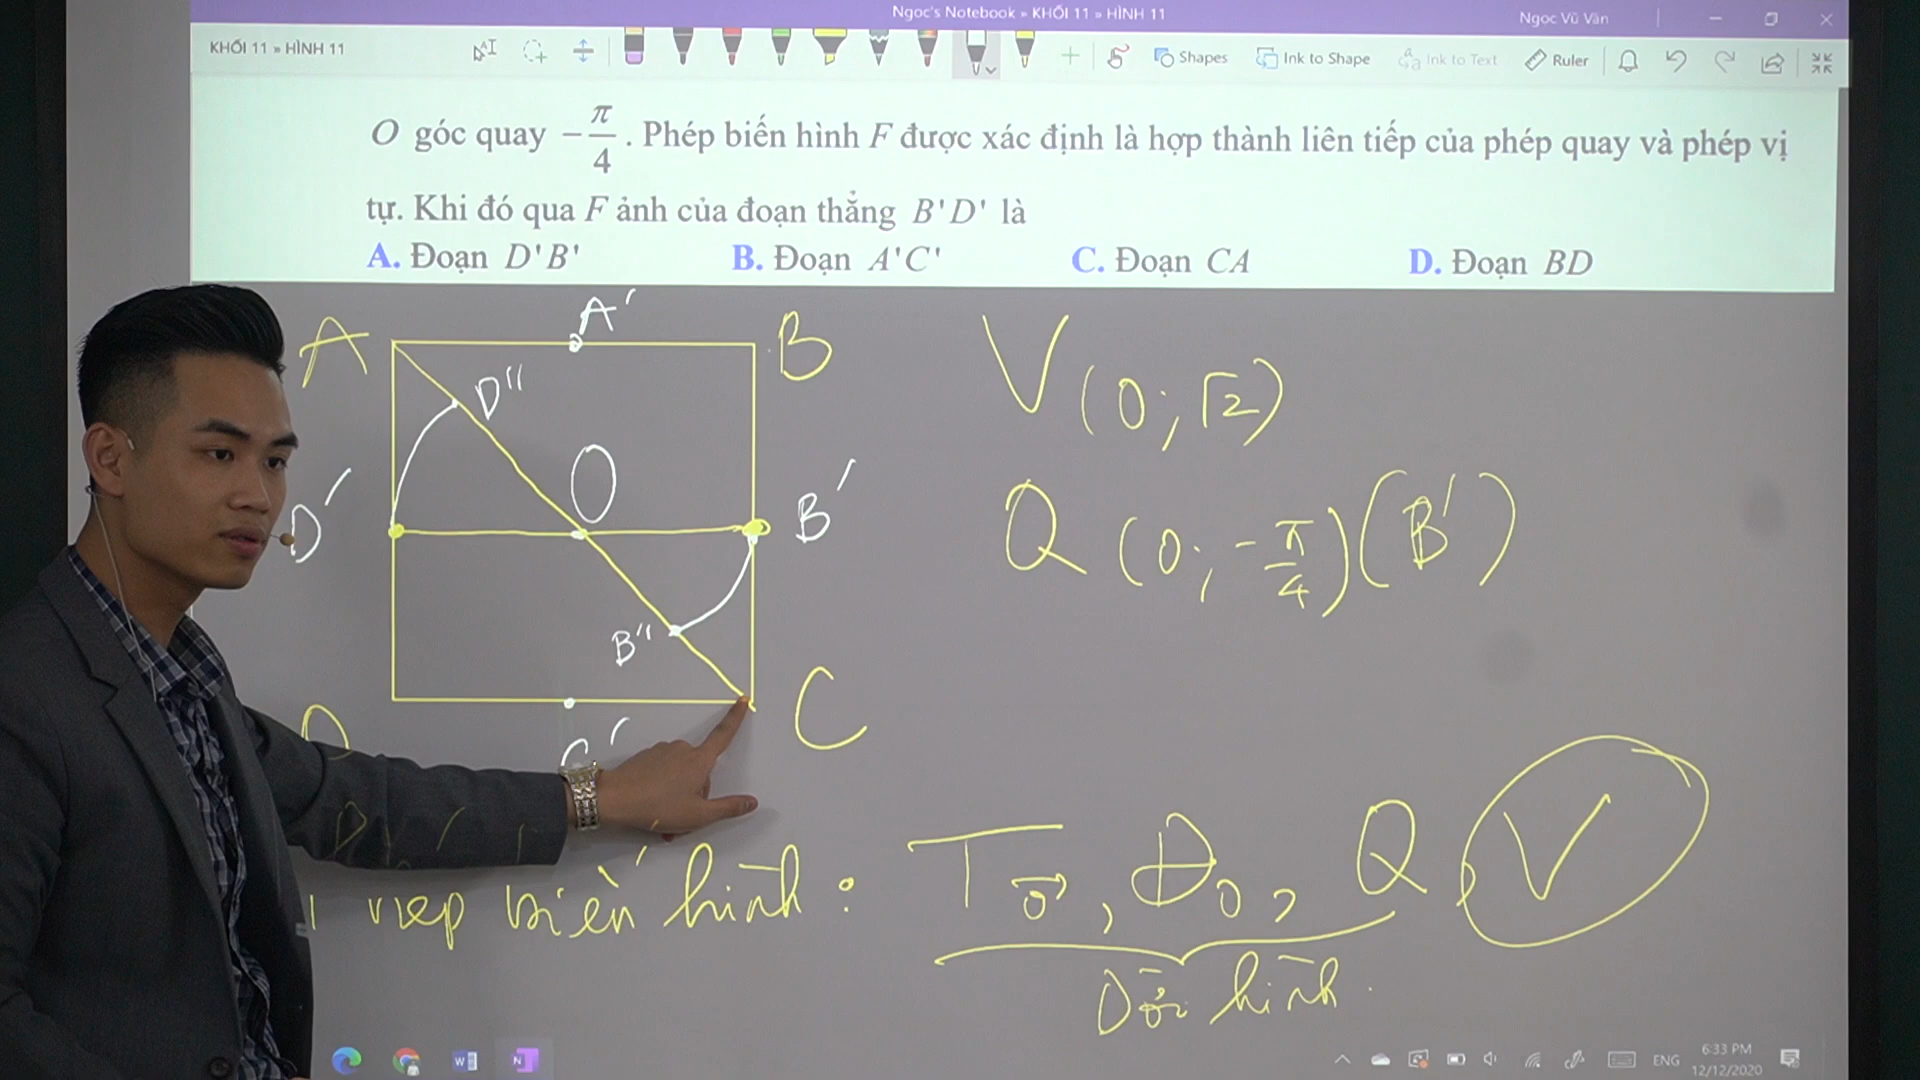 Ngoc's Notebook » KHỐI 11 » HÌNH 11
Ngoc Vũ Văn
KHỐI 11 » HÌNH 11
Shapes
Ink to Shape
Ink to Text
Ruler
O góc quay -π/4. Phép biến hình F được xác định là hợp thành liên tiếp của phép quay và phép vị
tự. Khi đó qua F ảnh của đoạn thẳng B'D' là
A. Đoạn D'B' B. Đoạn A'C' C. Đoạn CA D. Đoạn BD
A A' B
D''
O
D' B'
B''
C
C'
V(O; √2)
Q(O; -π/4)(B')
biến hình : T, Đo, Q, V
Dời hình.
ENG
6:33 PM
12/12/2020